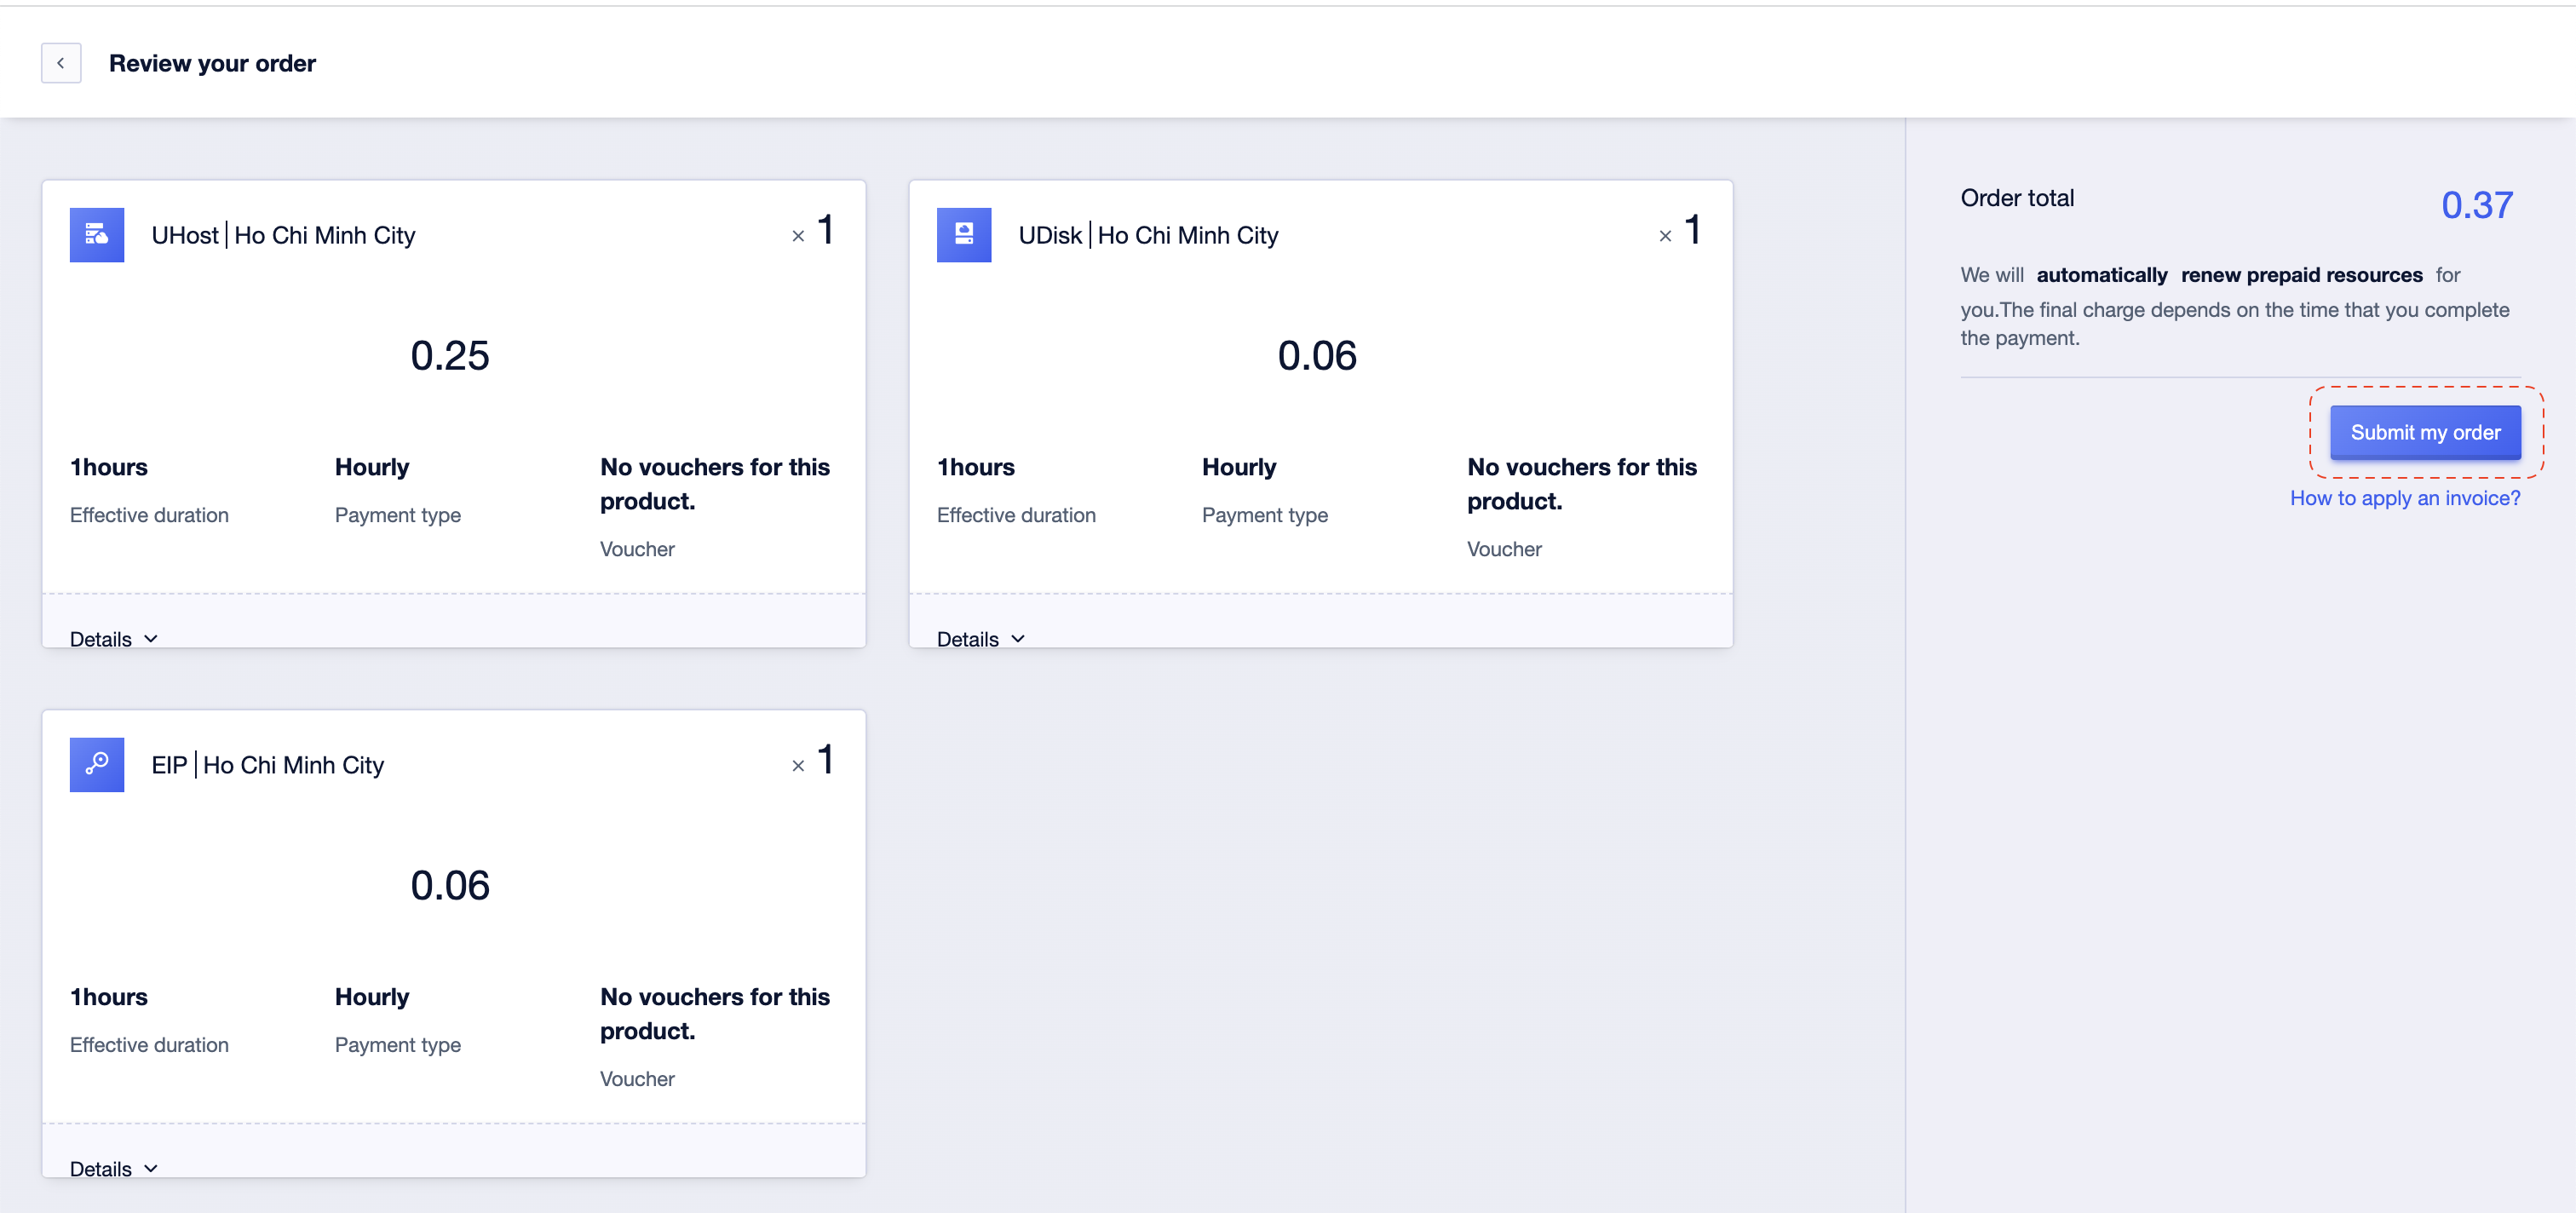 Review your order
UHost | Ho Chi Minh City
× 1
0.25
1hours
Effective duration
Hourly
Payment type
No vouchers for this
product.
Voucher
Details
UDisk | Ho Chi Minh City
× 1
0.06
1hours
Effective duration
Hourly
Payment type
No vouchers for this
product.
Voucher
Details
EIP | Ho Chi Minh City
× 1
0.06
1hours
Effective duration
Hourly
Payment type
No vouchers for this
product.
Voucher
Details
Order total
0.37
We will automatically renew prepaid resources for
you.The final charge depends on the time that you complete
the payment.
Submit my order
How to apply an invoice?